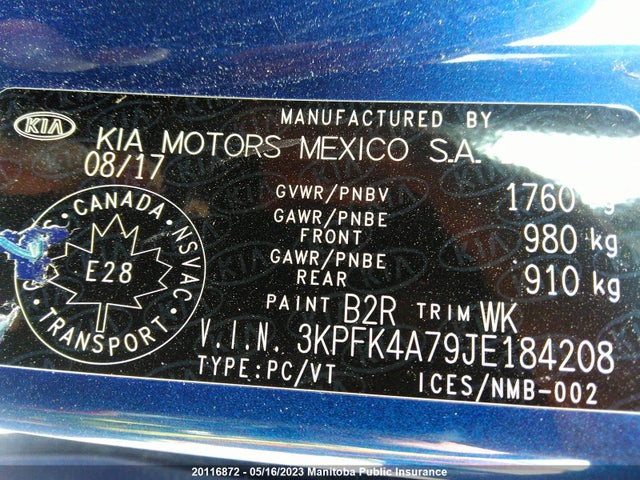 MANUFACTURED BY
KIA
KIA MOTORS MEXICO S.A.
08/17
GVWR/PNBV 1760 kg
GAWR/PNBE
FRONT 980 kg
GAWR/PNBE
REAR 910 kg
CANADA
NSVAC
E28
TRANSPORT
PAINT B2R TRIM WK
V.I.N. 3KPFK4A79JE184208
TYPE:PC/VT ICES/NMB-002
20116872 - 05/16/2023 Manitoba Public Insurance